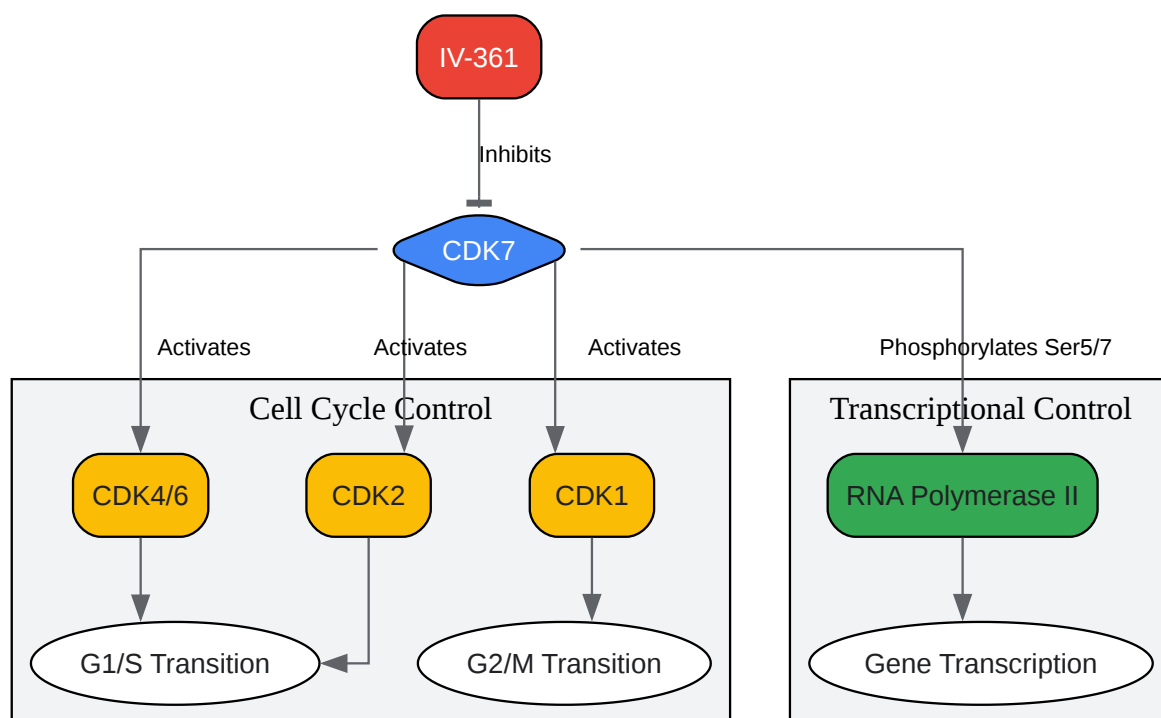 IV-361
Inhibits
CDK7
Activates
Activates
Activates
Phosphorylates Ser5/7
Cell Cycle Control
Transcriptional Control
CDK4/6
CDK2
CDK1
RNA Polymerase II
G1/S Transition
G2/M Transition
Gene Transcription